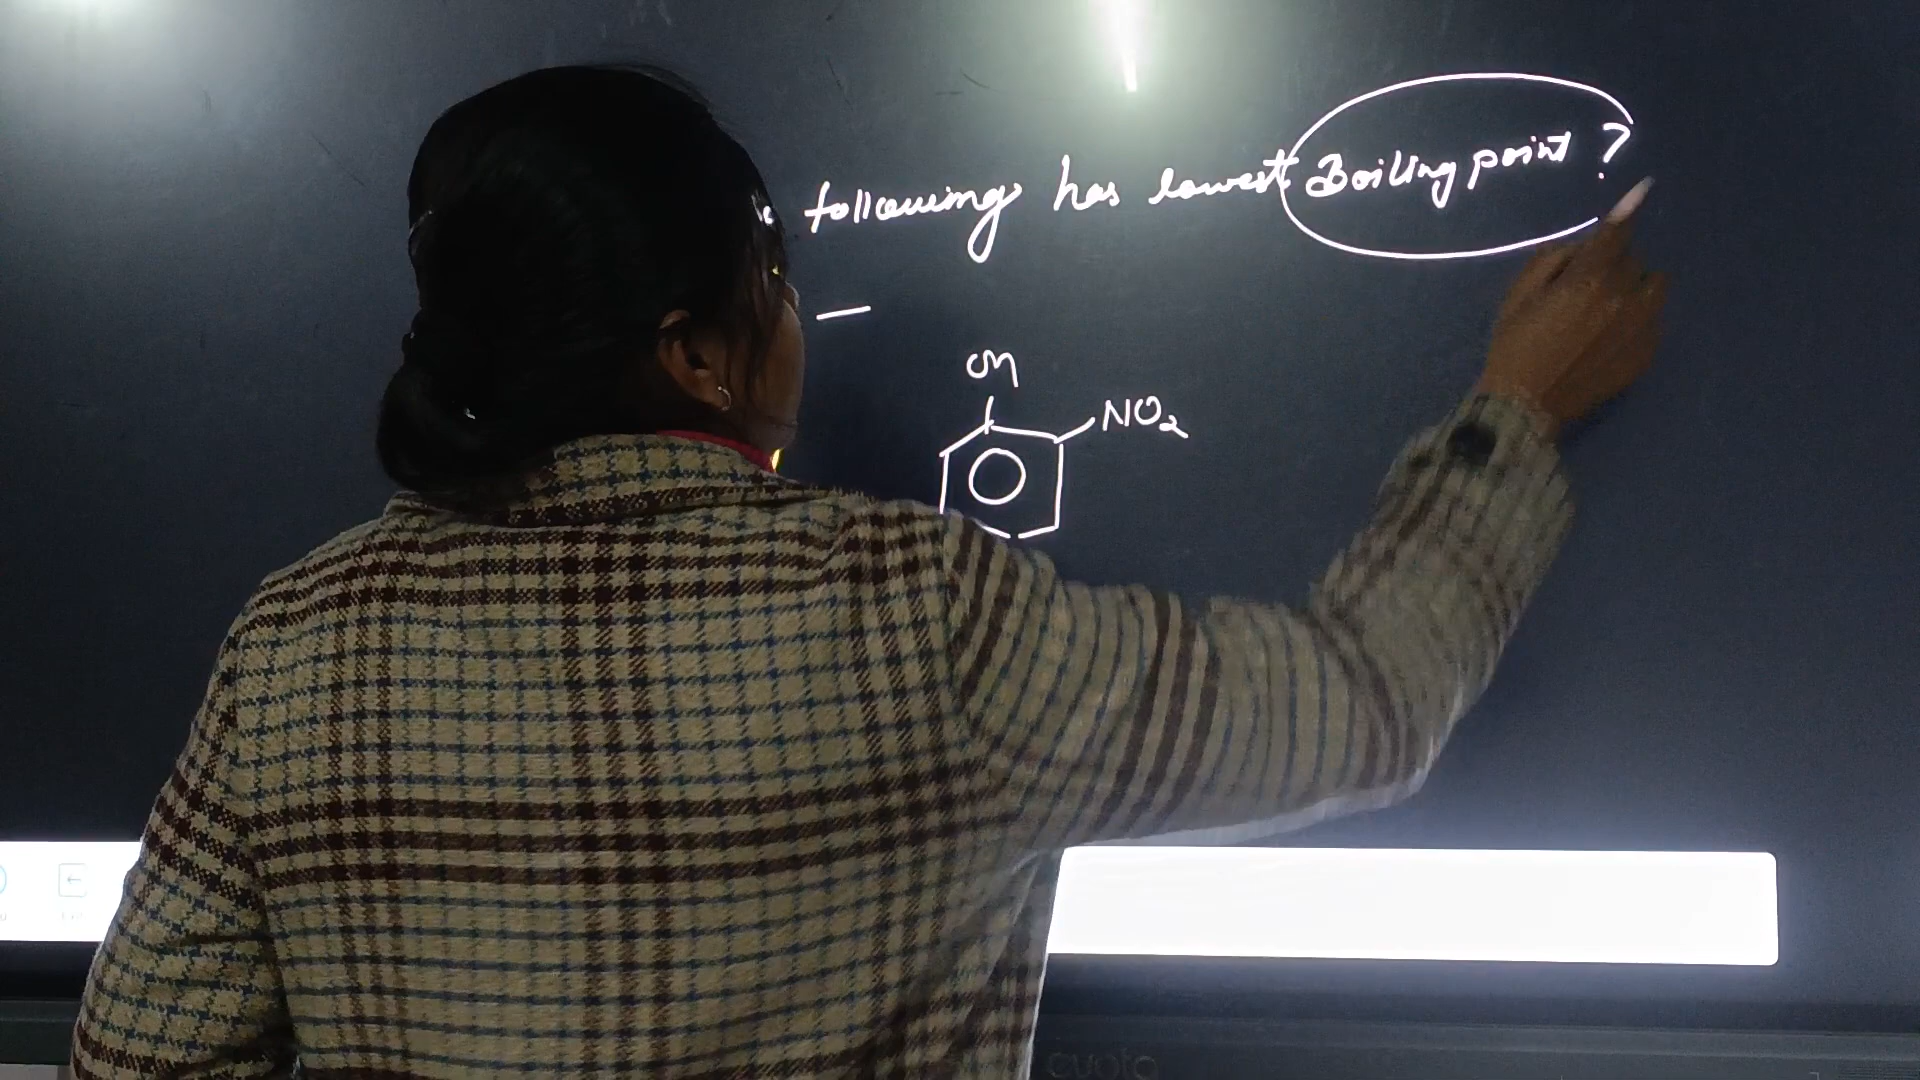 following has lowest Boiling point ?
OH
NO₂